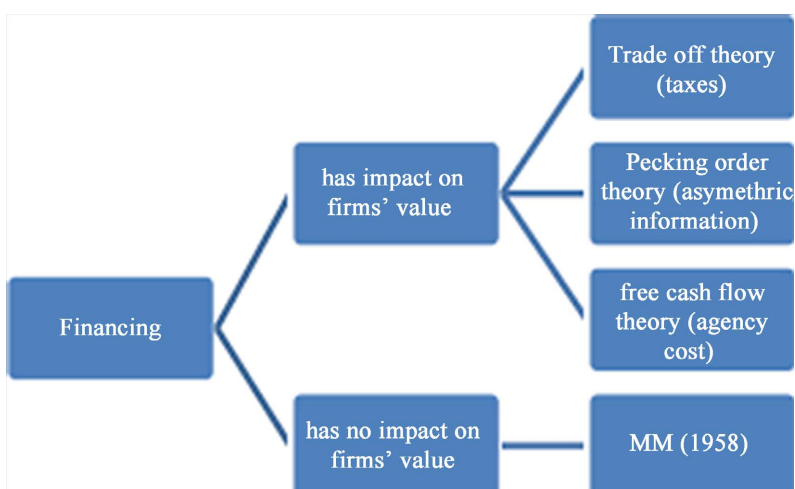 Trade off theory
(taxes)
has impact on
firms’ value
Pecking order
theory (asymethric
information)
Financing
free cash flow
theory (agency
cost)
has no impact on
firms’ value
MM (1958)